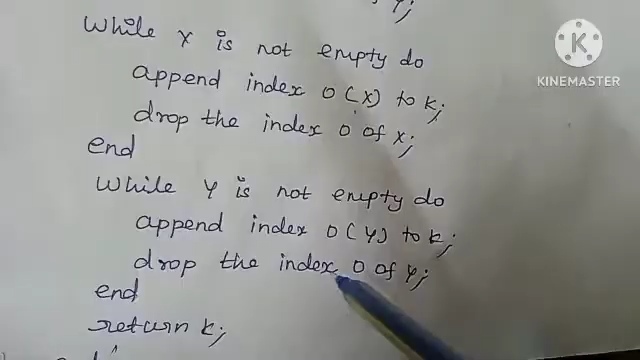 While X is not empty do
append index 0 (X) to k;
drop the index 0 of x;
end
While Y is not empty do
append index 0 (Y) to k;
drop the index 0 of Y;
end
return k;
KINEMASTER